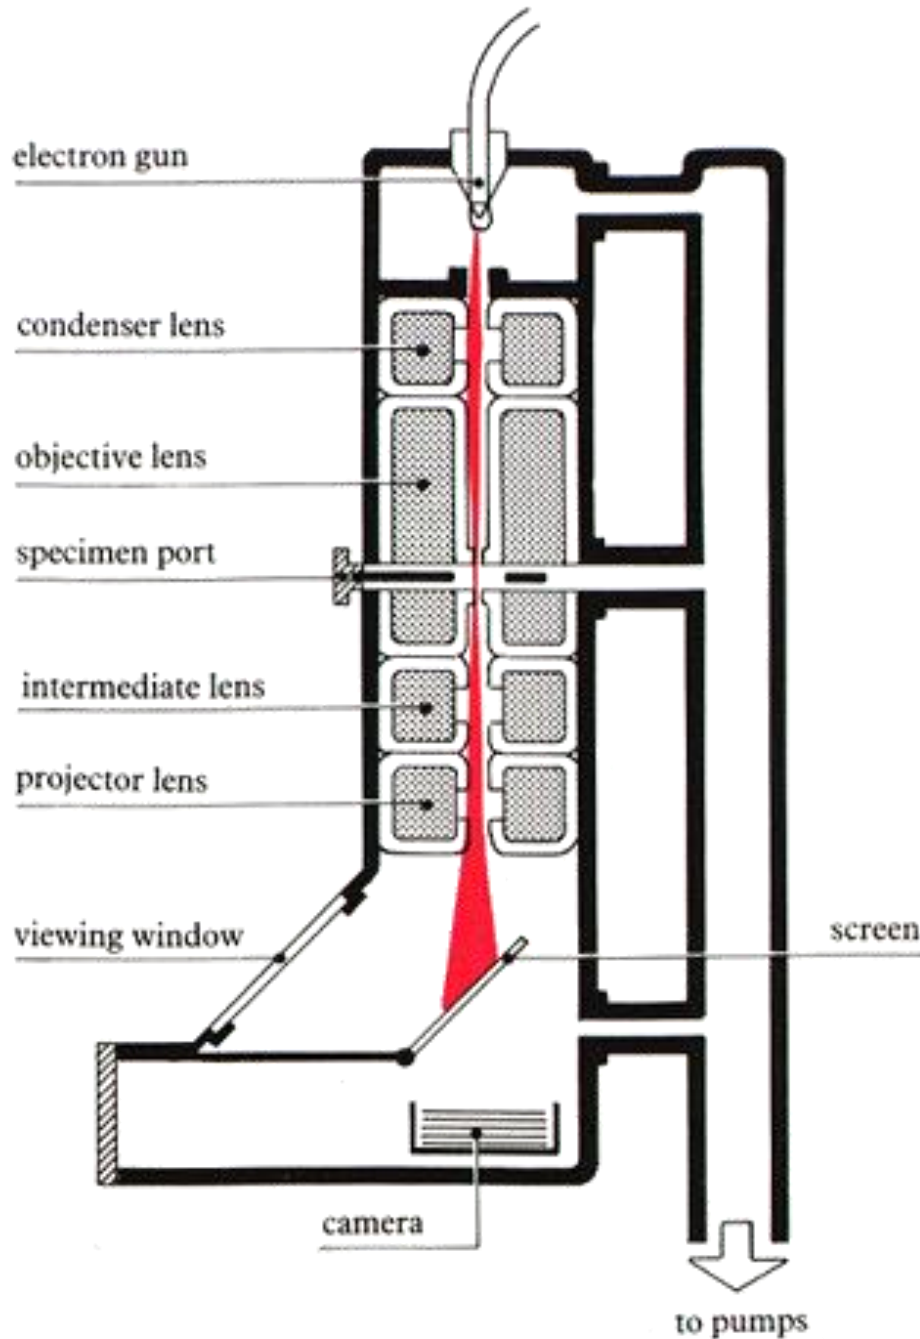 electron gun
condenser lens
objective lens
specimen port
intermediate lens
projector lens
viewing window
screen
camera
to pumps